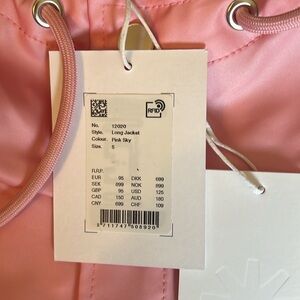 RFID
No. 12020
Style. Long Jacket
Colour. Pink Sky
Size. S
R.R.P.
EUR 95 DKK 699
SEK 899 NOK 899
GBP 95 USD 125
CAD 150 AUD 180
CNY 699 CHF 109
5711747508920